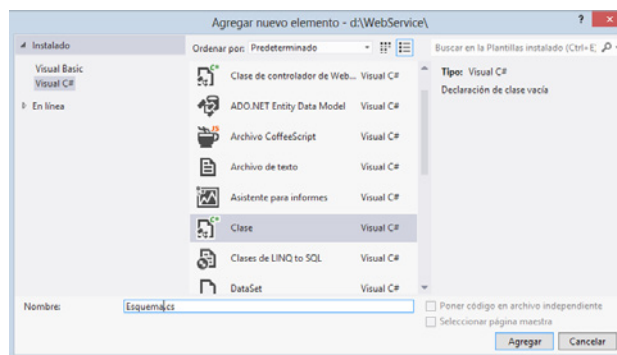 Agregar nuevo elemento - d:\WebService\
Instalado
Visual Basic
Visual C#
En línea
Ordenar por: Predeterminado
Clase de controlador de Web... Visual C#
ADO.NET Entity Data Model Visual C#
Archivo CoffeeScript Visual C#
Archivo de texto Visual C#
Asistente para informes Visual C#
Clase Visual C#
Clases de LINQ to SQL Visual C#
DataSet Visual C#
Buscar en la Plantillas instalado (Ctrl+E)
Tipo: Visual C#
Declaración de clase vacía
Nombre: Esquema.cs
Poner código en archivo independiente
Seleccionar página maestra
Agregar Cancelar